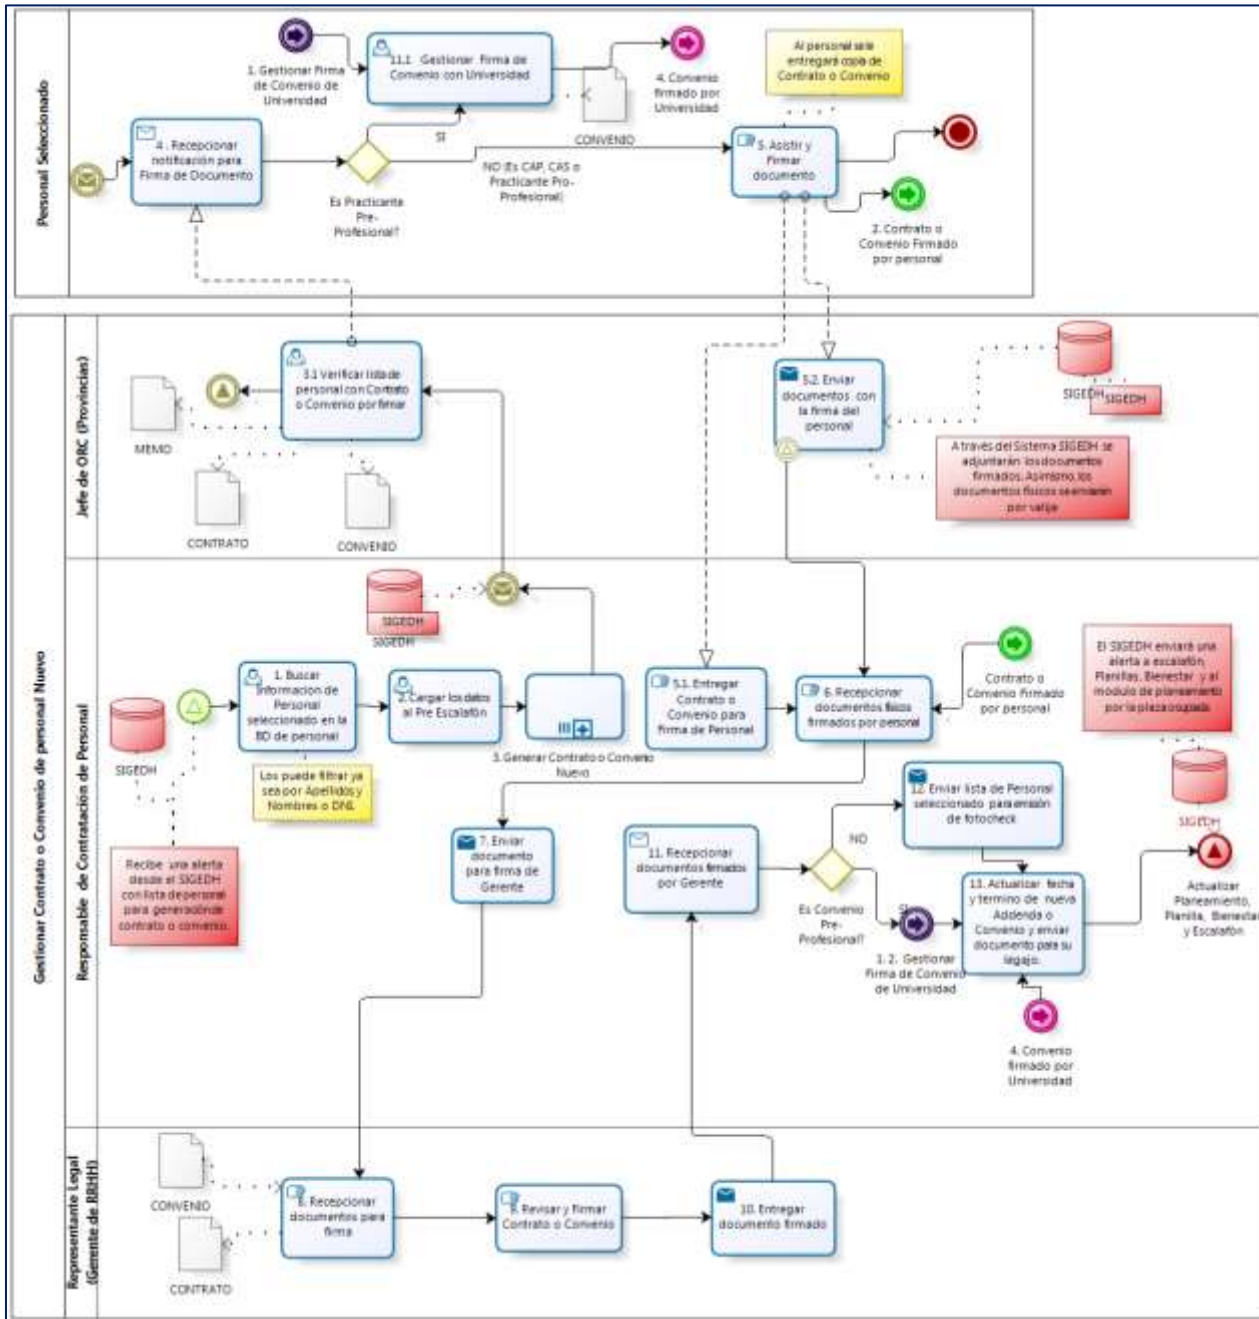 Personal Seleccionado
1. Gestionar Firma
de Convenio de
Universidad
11.1 Gestionar Firma de
Convenio con Universidad
4. Convenio
firmado por
Universidad
CONVENIO
Al personal se le
entregará copia de
Contrato o Convenio
4. Recepcionar
notificación para
Firma de Documento
SI
NO (Es CAP, CAS o
Practicante Pro-
Profesional)
Es Practicante
Pre-
Profesional?
5. Asistir y
Firmar
documento
2. Contrato o
Convenio Firmado
por personal
Gestionar Contrato o Convenio de personal Nuevo
Jefe de ORC (Provincias)
3.1 Verificar lista de
personal con Contrato
o Convenio por firmar
MEMO
CONTRATO
CONVENIO
5.2. Enviar
documentos con
la firma del
personal
SIGEDH
SIGEDH
A través del Sistema SIGEDH se
adjuntarán los documentos
firmados. Asimismo, los
documentos físicos se enviarán
por valija
Responsable de Contratación de Personal
SIGEDH
SIGEDH
SIGEDH
1. Buscar
Informacion de
Personal
seleccionado en la
BD de personal
2. Cargar los datos
al Pre Escalafón
3. Generar Contrato o Convenio
Nuevo
Los puede filtrar ya
sea por Apellidos y
Nombres o DNI.
Recibe una alerta
desde el SIGEDH
con lista de personal
para generación de
contrato o convenio.
5.1. Entregar
Contrato o
Convenio para
Firma de Personal
6. Recepcionar
documentos físicos
firmados por personal
Contrato o
Convenio Firmado
por personal
El SIGEDH enviará una
alerta a escalafón,
Planillas, Bienestar y al
módulo de planeamiento
por la plaza ocupada
SIGEDH
7. Enviar
documento
para firma de
Gerente
11. Recepcionar
documentos firmados
por Gerente
NO
SI
Es Convenio
Pre-
Profesional?
12. Enviar lista de Personal
seleccionado para emisión
de fotocheck
1. 2. Gestionar
Firma de Convenio
de Universidad
13. Actualizar fecha
y termino de nueva
Addenda o
Convenio y enviar
documento para su
legajo.
Actualizar
Planeamiento,
Planilla, Bienestar
y Escalafón
4. Convenio
firmado por
Universidad
Representante Legal
(Gerente de RRHH)
CONVENIO
CONTRATO
8. Recepcionar
documentos para
firma
9. Revisar y Firmar
Contrato o Convenio
10. Entregar
documento firmado